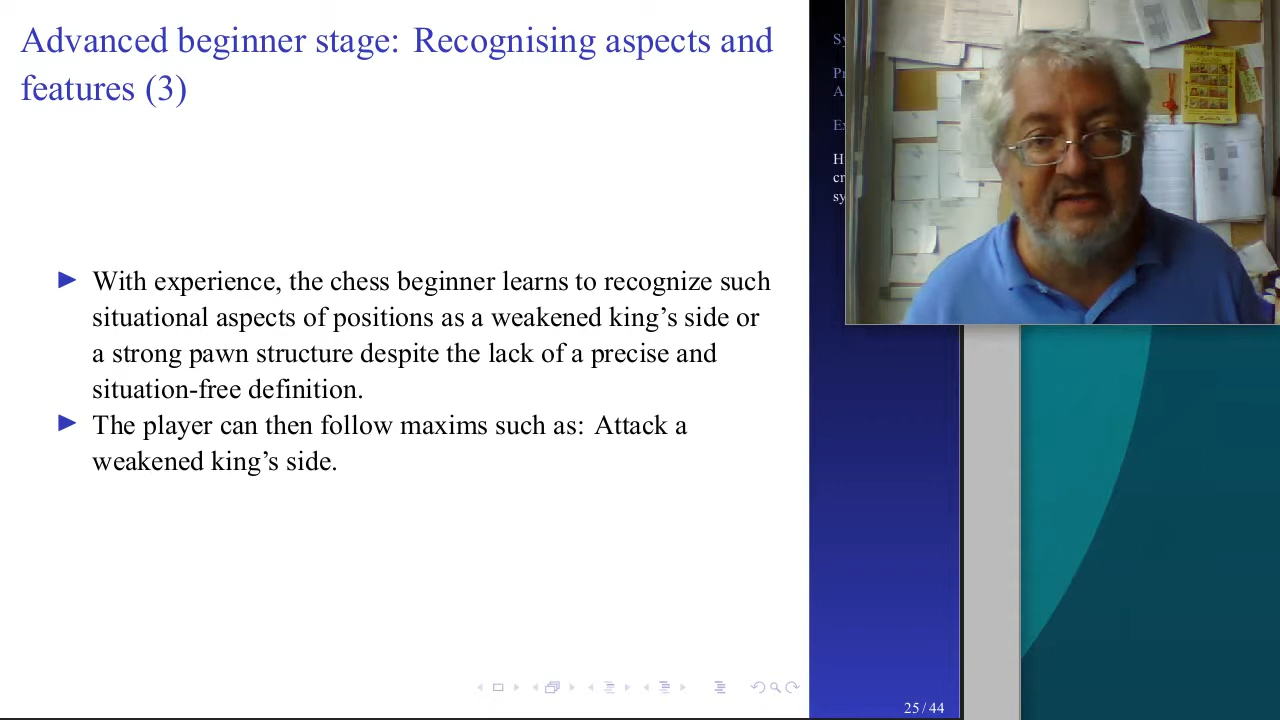 Advanced beginner stage: Recognising aspects and
features (3)
▶ With experience, the chess beginner learns to recognize such
situational aspects of positions as a weakened king’s side or
a strong pawn structure despite the lack of a precise and
situation-free definition.
▶ The player can then follow maxims such as: Attack a
weakened king’s side.
25 / 44